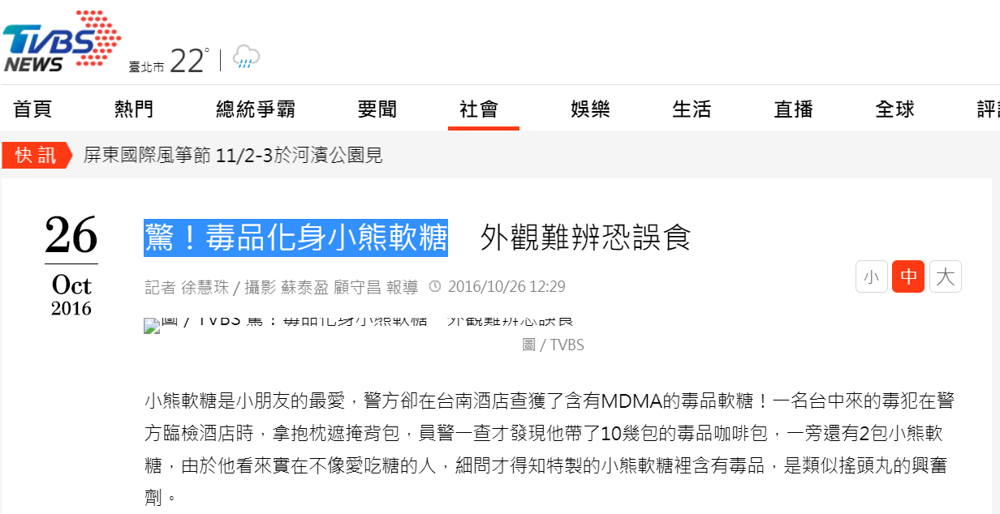 TVBS
NEWS
臺北市 22°
首頁 熱門 總統爭霸 要聞 社會 娛樂 生活 直播 全球
快訊 屏東國際風箏節 11/2-3於河濱公園見
26
Oct
2016
驚！毒品化身小熊軟糖 外觀難辨恐誤食
小 中 大
記者 徐慧珠 / 攝影 蘇泰盈 顧守昌 報導 2016/10/26 12:29
圖 / TVBS 驚！毒品化身小熊軟糖 外觀難辨恐誤食
圖 / TVBS
小熊軟糖是小朋友的最愛，警方卻在台南酒店查獲了含有MDMA的毒品軟糖！一名台中來的毒犯在警
方臨檢酒店時，拿抱枕遮掩背包，員警一查才發現他帶了10幾包的毒品咖啡包，一旁還有2包小熊軟
糖，由於他看來實在不像愛吃糖的人，細問才得知特製的小熊軟糖裡含有毒品，是類似搖頭丸的興奮
劑。